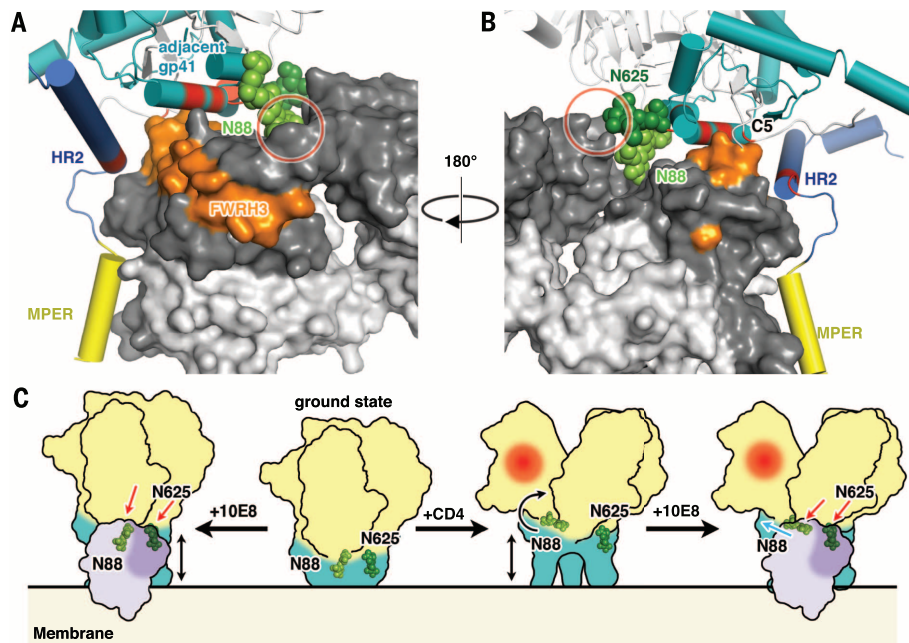 A
adjacent
gp41
N88
HR2
FWRH3
MPER
180°
B
N625
C5
N88
HR2
MPER
C
ground state
N625
+10E8
N88
N625
N88
+CD4
N625
N88
+10E8
N625
N88
Membrane